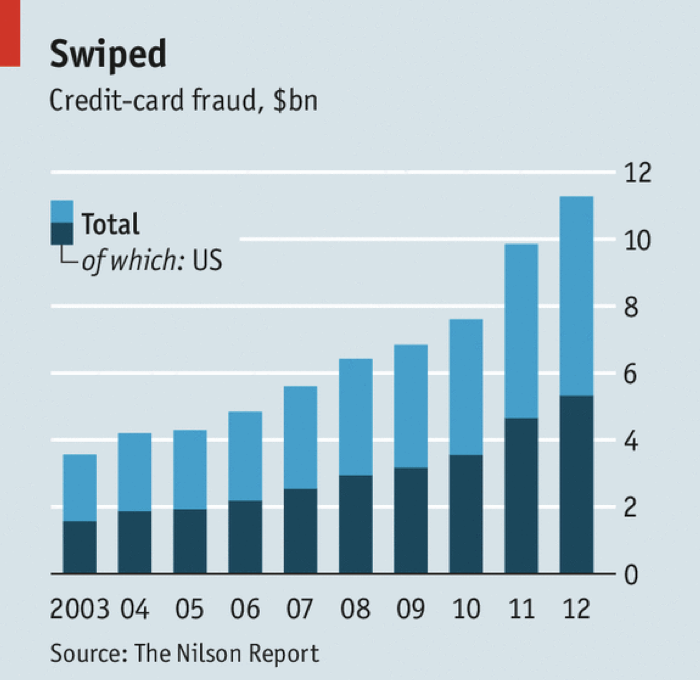 Swiped
Credit-card fraud, $bn
12
Total
10
of which: US
8
6
4
2
0
2003 04 05 06 07 08 09 10 11 12
Source: The Nilson Report